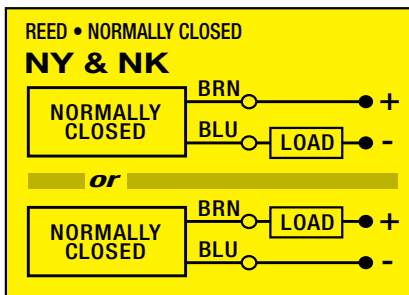 REED • NORMALLY CLOSED
NY & NK
BRN
+
NORMALLY
CLOSED
BLU
LOAD
-
or
BRN
LOAD
+
NORMALLY
CLOSED
BLU
-